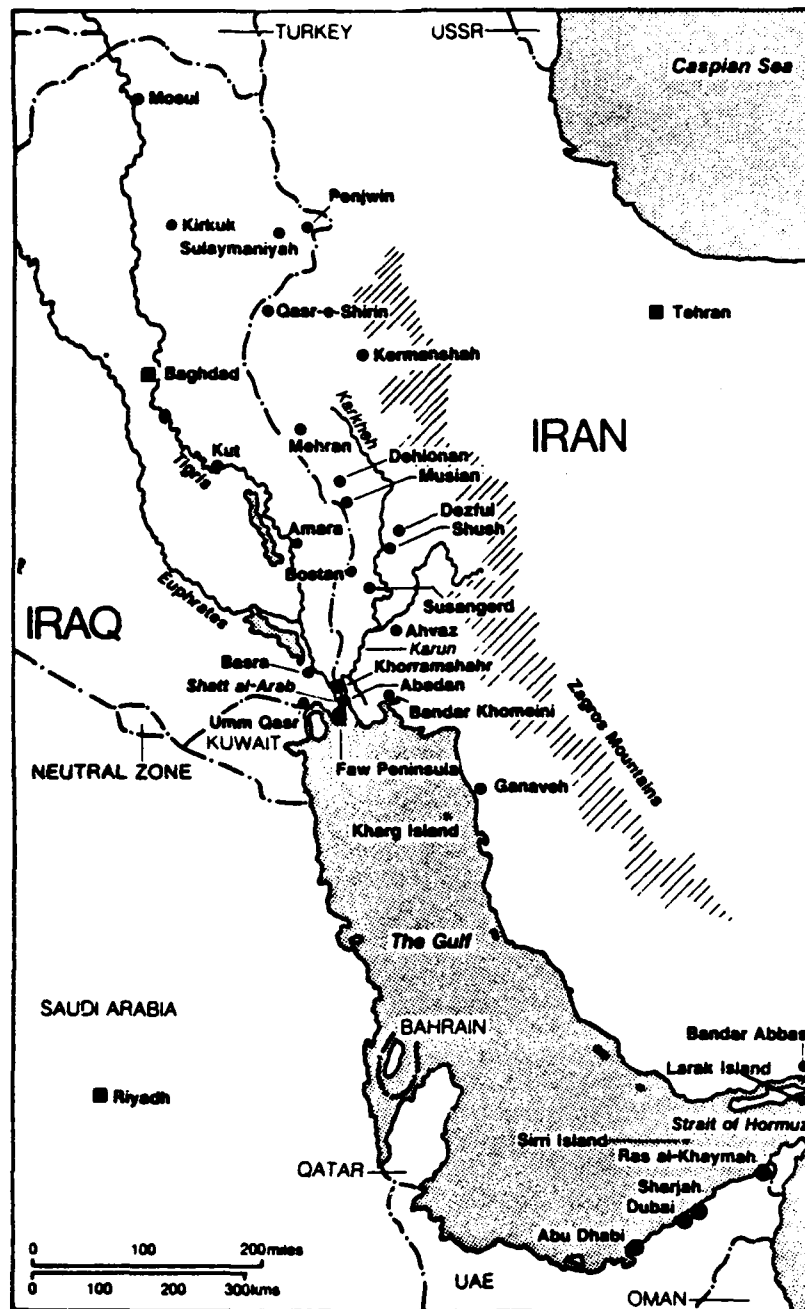 TURKEY
USSR
Caspian Sea
Mosul
Penjwin
Kirkuk
Sulaymaniyah
Qasr-e-Shirin
Tehran
Kermanshah
Baghdad
Karkheh
IRAN
Mehran
Dehlonan
Kut
Tigris
Musian
Dezful
Shush
Amara
Bostan
Euphrates
Susangerd
IRAQ
Ahvaz
Karun
Basra
Khorramshahr
Shatt al-Arab
Abadan
Umm Qasr
Bandar Khomeini
KUWAIT
NEUTRAL ZONE
Faw Peninsula
Zagros Mountains
Ganaveh
Kharg Island
The Gulf
SAUDI ARABIA
BAHRAIN
Bandar Abbas
Larak Island
Riyadh
Strait of Hormuz
Sirri Island
Ras al-Khaymah
QATAR
Sharjah
Dubai
Abu Dhabi
0 100 200 miles
0 100 200 300 kms
UAE
OMAN